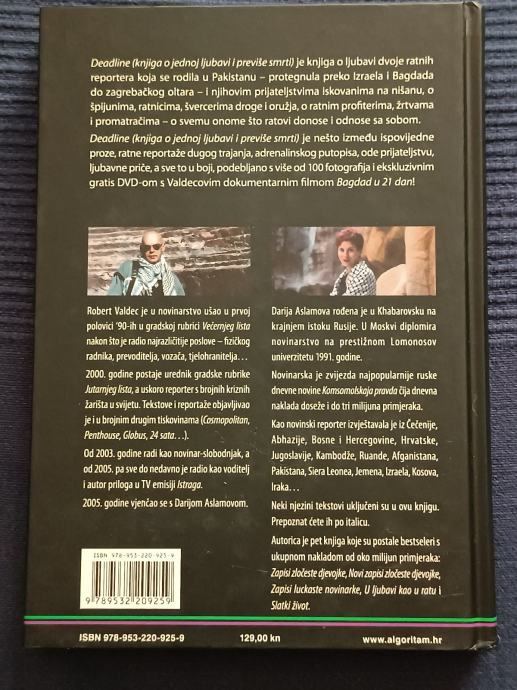 Deadline (knjiga o jednoj ljubavi i previše smrti) je knjiga o ljubavi dvoje ratnih
reportera koja se rodila u Pakistanu – protegnula preko Izraela i Bagdada
do zagrebačkog oltara – i njihovim prijateljstvima iskovanima na nišanu, o
špijunima, ratnicima, švercerima droge i oružja, o ratnim profiterima, žrtvama
i promatračima – o svemu onome što ratovi donose i odnose sa sobom.
Deadline (knjiga o jednoj ljubavi i previše smrti) je nešto između ispovjedne
proze, ratne reportaže dugog trajanja, adrenalinskog putopisa, ode prijateljstvu,
ljubavne priče, a sve to u boji, podebljano s više od 100 fotografija i ekskluzivnim
gratis DVD-om s Valdecovim dokumentarnim filmom Bagdad u 21 dan!
Robert Valdec je u novinarstvo ušao u prvoj
polovici '90-ih u gradskoj rubrici Večernjeg lista
nakon što je radio najrazličitije poslove – fizičkog
radnika, prevoditelja, vozača, tjelohranitelja...
2000. godine postaje urednik gradske rubrike
Jutarnjeg lista, a uskoro reporter s brojnih kriznih
žarišta u svijetu. Tekstove i reportaže objavljivao
je i u brojnim drugim tiskovinama (Cosmopolitan,
Penthouse, Globus, 24 sata...).
Od 2003. godine radi kao novinar-slobodnjak, a
od 2005. pa sve do nedavno je radio kao voditelj
i autor priloga u TV emisiji Istraga.
2005. godine vjenčao se s Darijom Aslamovom.
Darija Aslamova rođena je u Khabarovsku na
krajnjem istoku Rusije. U Moskvi diplomira
novinarstvo na prestižnom Lomonosov
univerzitetu 1991. godine.
Novinarska je zvijezda najpopularnije ruske
dnevne novine Komsomolskaja pravda čija dnevna
naklada doseže i do tri milijuna primjeraka.
Kao novinski reporter izvještavala je iz Čečenije,
Abhazije, Bosne i Hercegovine, Hrvatske,
Jugoslavije, Kambodže, Ruande, Afganistana,
Pakistana, Siera Leonea, Jemena, Izraela, Kosova,
Iraka...
Neki njezini tekstovi uključeni su u ovu knjigu.
Prepoznat ćete ih po italicu.
Autorica je pet knjiga koje su postale bestseleri s
ukupnom nakladom od oko milijun primjeraka:
Zapisi zločeste djevojke, Novi zapisi zločeste djevojke,
Zapisi luckaste novinarke, U ljubavi kao u ratu i
Slatki život.
ISBN 978-953-220-925-9
9 789532 209259
ISBN 978-953-220-925-9
129,00 kn
www.algoritam.hr